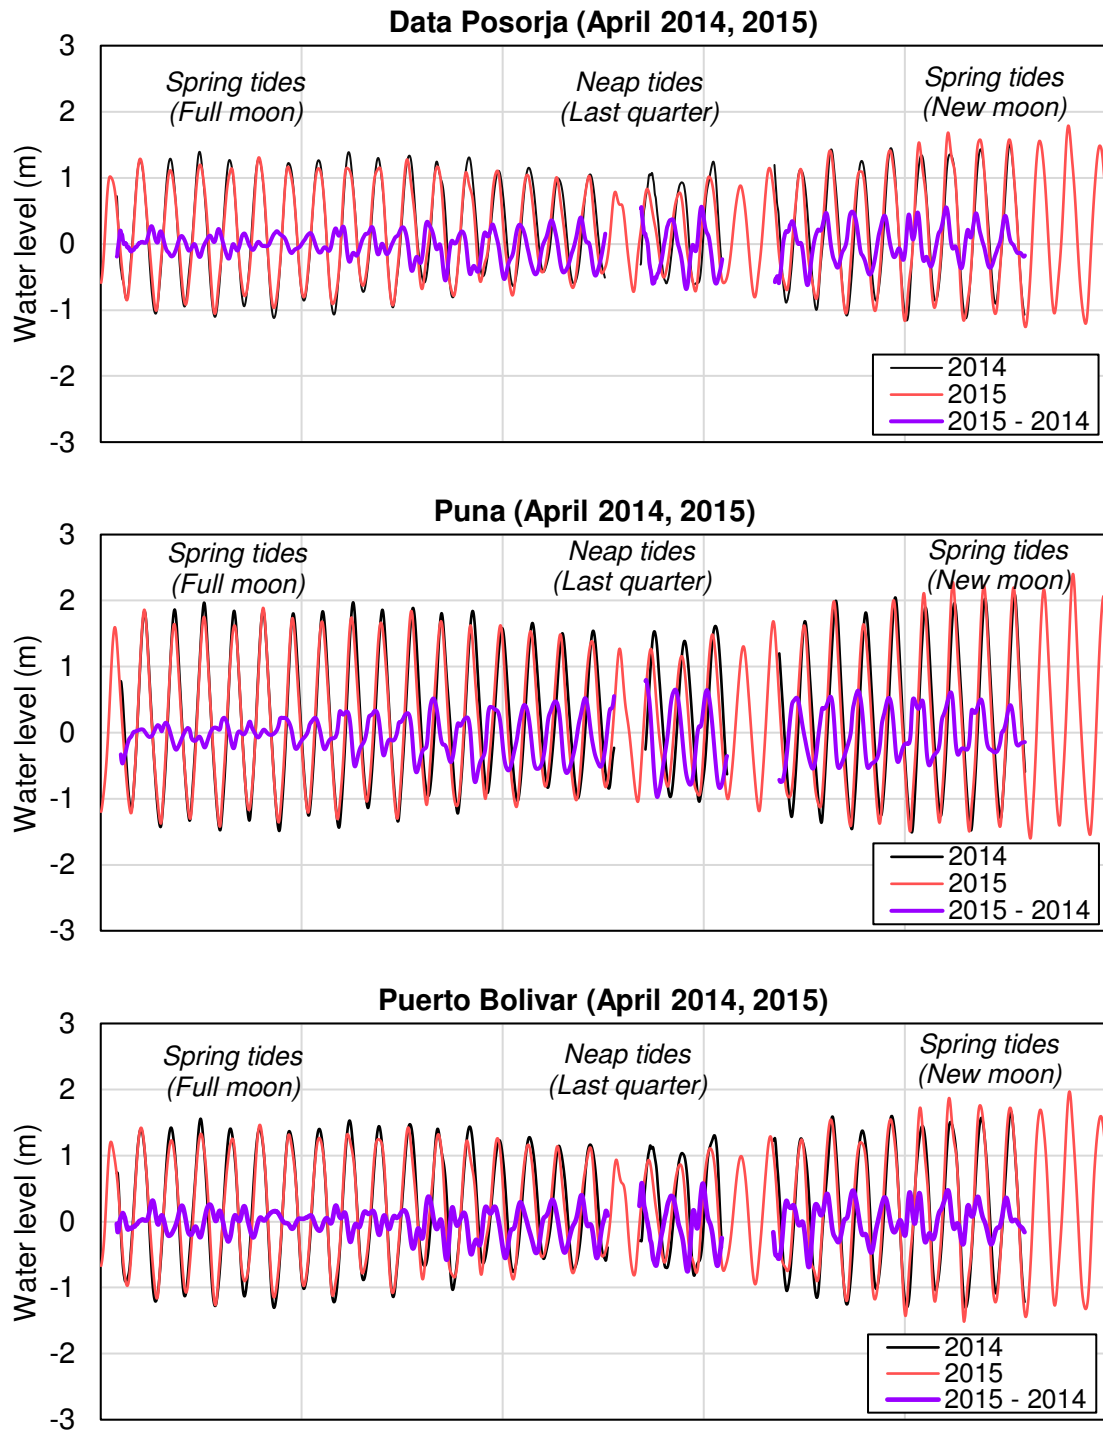 Data Posorja (April 2014, 2015)
3
Spring tides
(Full moon)
Neap tides
(Last quarter)
Spring tides
(New moon)
2
1
0
-1
-2
-3
Water level (m)
2014
2015
2015 - 2014
Puna (April 2014, 2015)
3
Spring tides
(Full moon)
Neap tides
(Last quarter)
Spring tides
(New moon)
2
1
0
-1
-2
-3
Water level (m)
2014
2015
2015 - 2014
Puerto Bolivar (April 2014, 2015)
3
Spring tides
(Full moon)
Neap tides
(Last quarter)
Spring tides
(New moon)
2
1
0
-1
-2
-3
Water level (m)
2014
2015
2015 - 2014